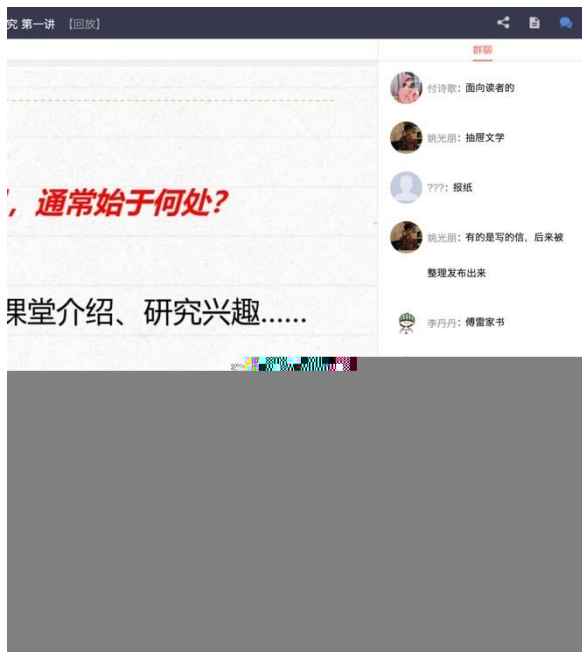 究 第一讲 【回放】
群聊
付诗歌：面向读者的
姚光朋：抽屉文学
，通常始于何处？
???：报纸
姚光朋：有的是写的信，后来被
整理发布出来
课堂介绍、研究兴趣……
李丹丹：傅雷家书